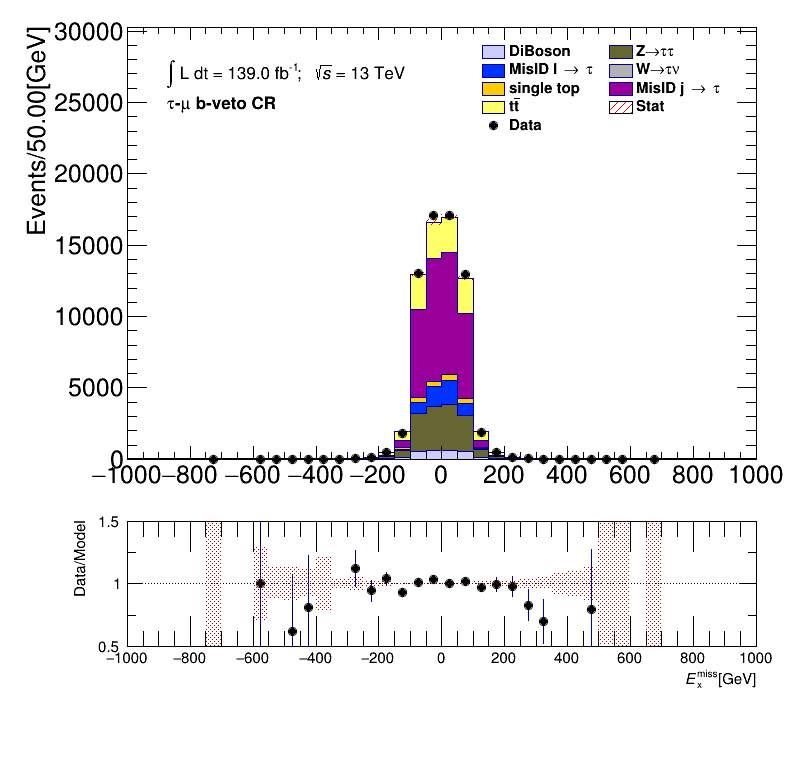 30000
25000
20000
15000
10000
5000
0
Events/50.00[GeV]
∫ L dt = 139.0 fb⁻¹; √s = 13 TeV
τ-μ b-veto CR
DiBoson
MisID l → τ
single top
tt̄
Data
Z→ττ
W→τν
MisID j → τ
Stat
−1000 −800 −600 −400 −200 0 200 400 600 800 1000
Data/Model
1.5
1
0.5
−1000 −800 −600 −400 −200 0 200 400 600 800 1000
E_x^miss[GeV]